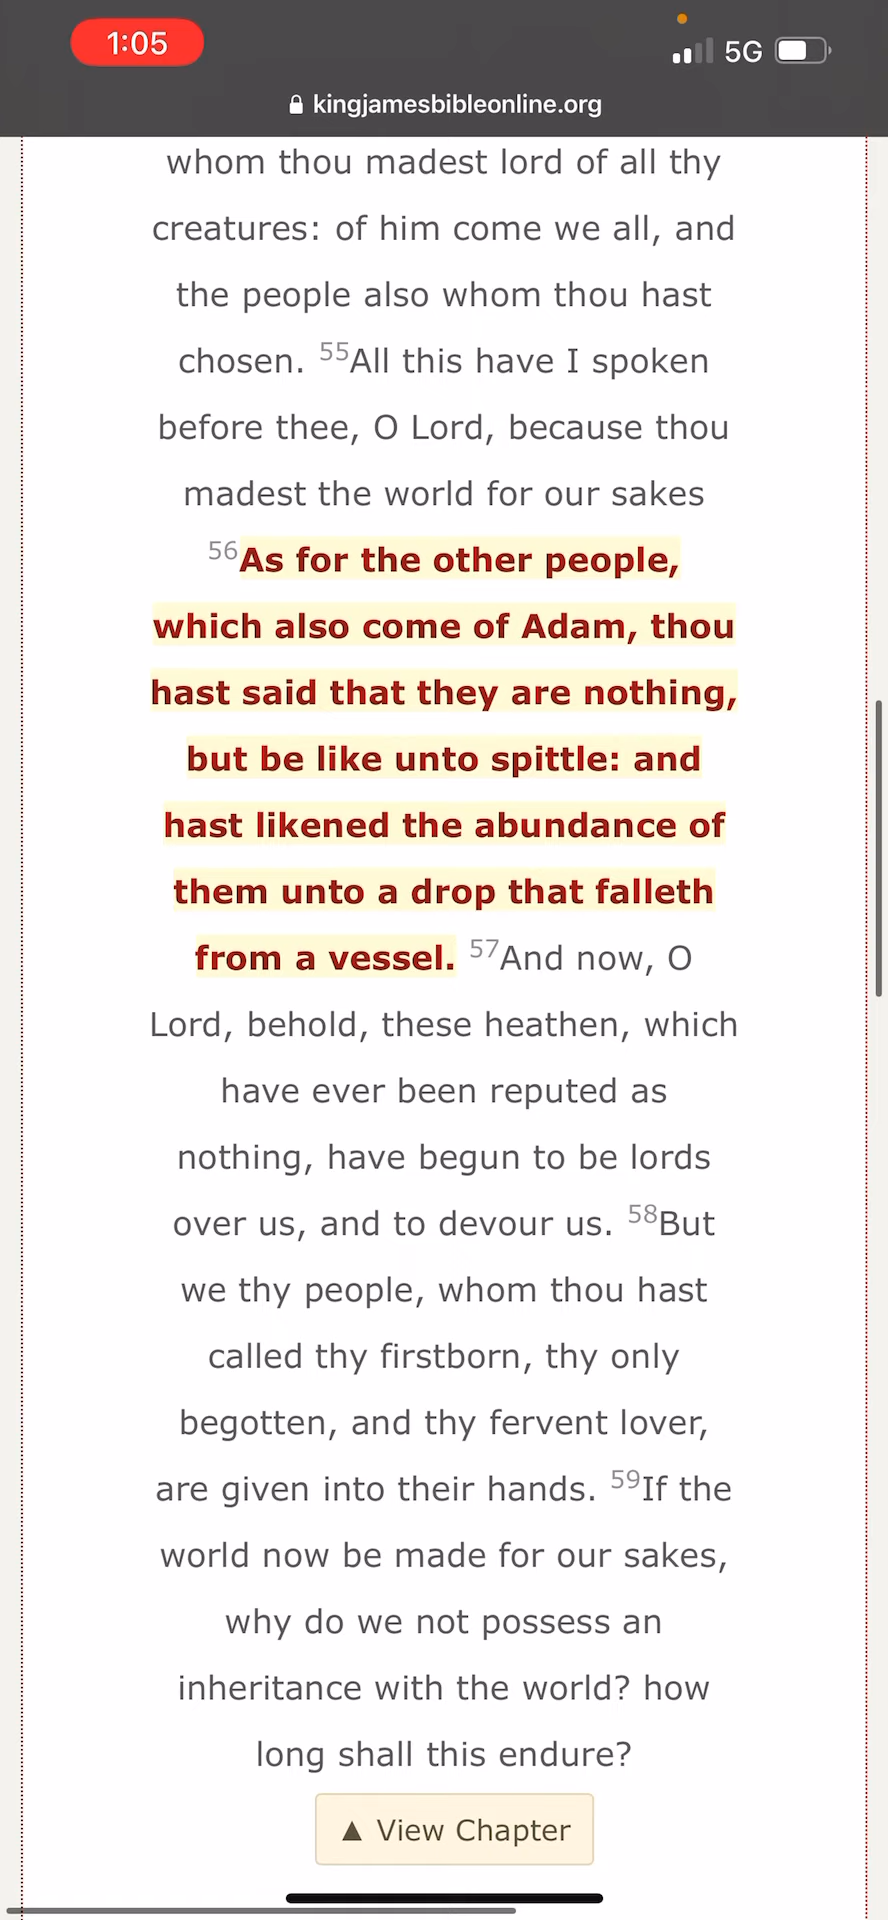 1:05
5G
kingjamesbibleonline.org
whom thou madest lord of all thy
creatures: of him come we all, and
the people also whom thou hast
chosen. 55All this have I spoken
before thee, O Lord, because thou
madest the world for our sakes
56As for the other people,
which also come of Adam, thou
hast said that they are nothing,
but be like unto spittle: and
hast likened the abundance of
them unto a drop that falleth
from a vessel. 57And now, O
Lord, behold, these heathen, which
have ever been reputed as
nothing, have begun to be lords
over us, and to devour us. 58But
we thy people, whom thou hast
called thy firstborn, thy only
begotten, and thy fervent lover,
are given into their hands. 59If the
world now be made for our sakes,
why do we not possess an
inheritance with the world? how
long shall this endure?
▲ View Chapter